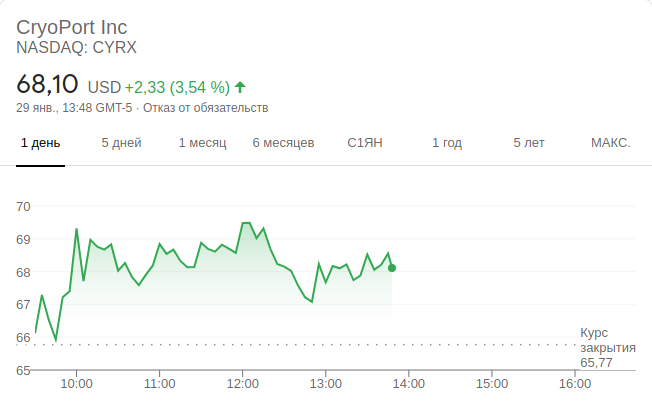 CryoPort Inc
NASDAQ: CYRX
68,10 USD +2,33 (3,54 %)
29 янв., 13:48 GMT-5 · Отказ от обязательств
1 день 5 дней 1 месяц 6 месяцев С1ЯН 1 год 5 лет МАКС.
70
69
68
67
66
65
Курс
закрытия
65,77
10:00 11:00 12:00 13:00 14:00 15:00 16:00